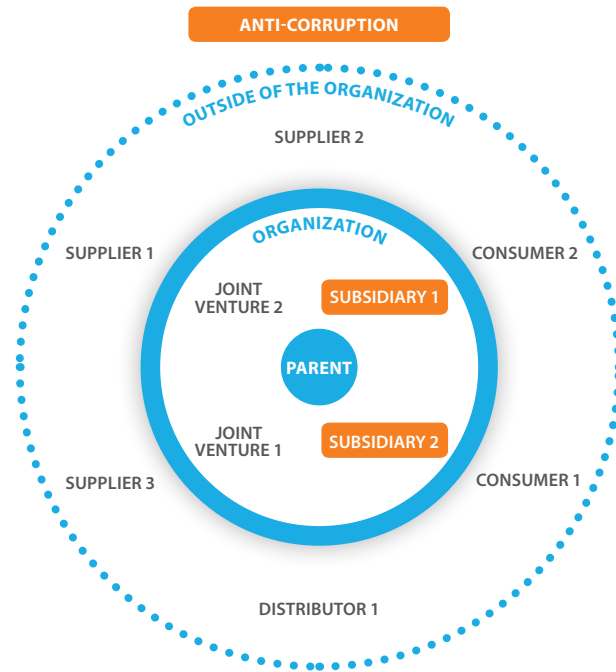 ANTI-CORRUPTION
OUTSIDE OF THE ORGANIZATION
SUPPLIER 2
ORGANIZATION
SUPPLIER 1
CONSUMER 2
JOINT
VENTURE 2
SUBSIDIARY 1
PARENT
JOINT
VENTURE 1
SUBSIDIARY 2
SUPPLIER 3
CONSUMER 1
DISTRIBUTOR 1